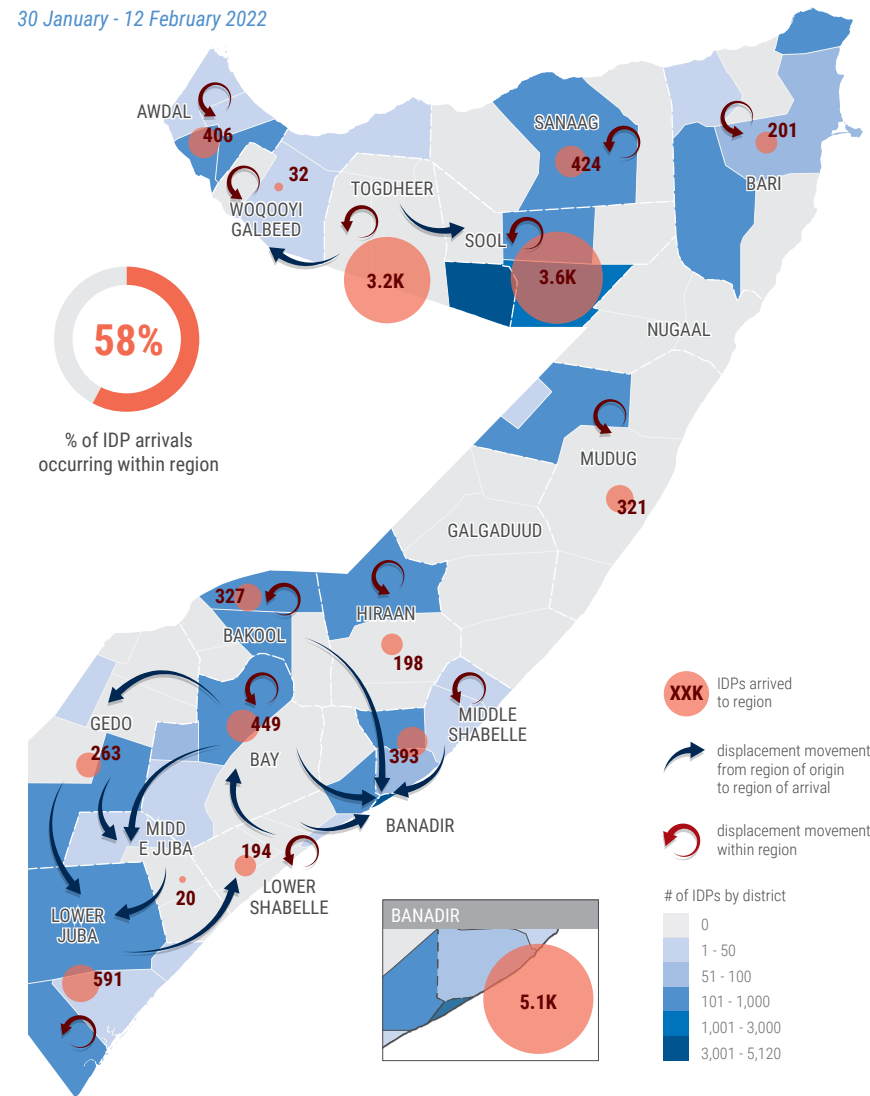 30 January - 12 February 2022
AWDAL
406
32
WOQOOYI
GALBEED
TOGDHEER
3.2K
SANAAG
424
SOOL
3.6K
201
BARI
58%
% of IDP arrivals
occurring within region
NUGAAL
MUDUG
321
GALGADUUD
327
BAKOOL
HIRAAN
198
GEDO
263
449
BAY
MIDDLE
SHABELLE
393
BANADIR
MIDD
E JUBA
20
194
LOWER
SHABELLE
LOWER
JUBA
591
BANADIR
5.1K
XXK
IDPs arrived
to region
displacement movement
from region of origin
to region of arrival
displacement movement
within region
# of IDPs by district
0
1 - 50
51 - 100
101 - 1,000
1,001 - 3,000
3,001 - 5,120